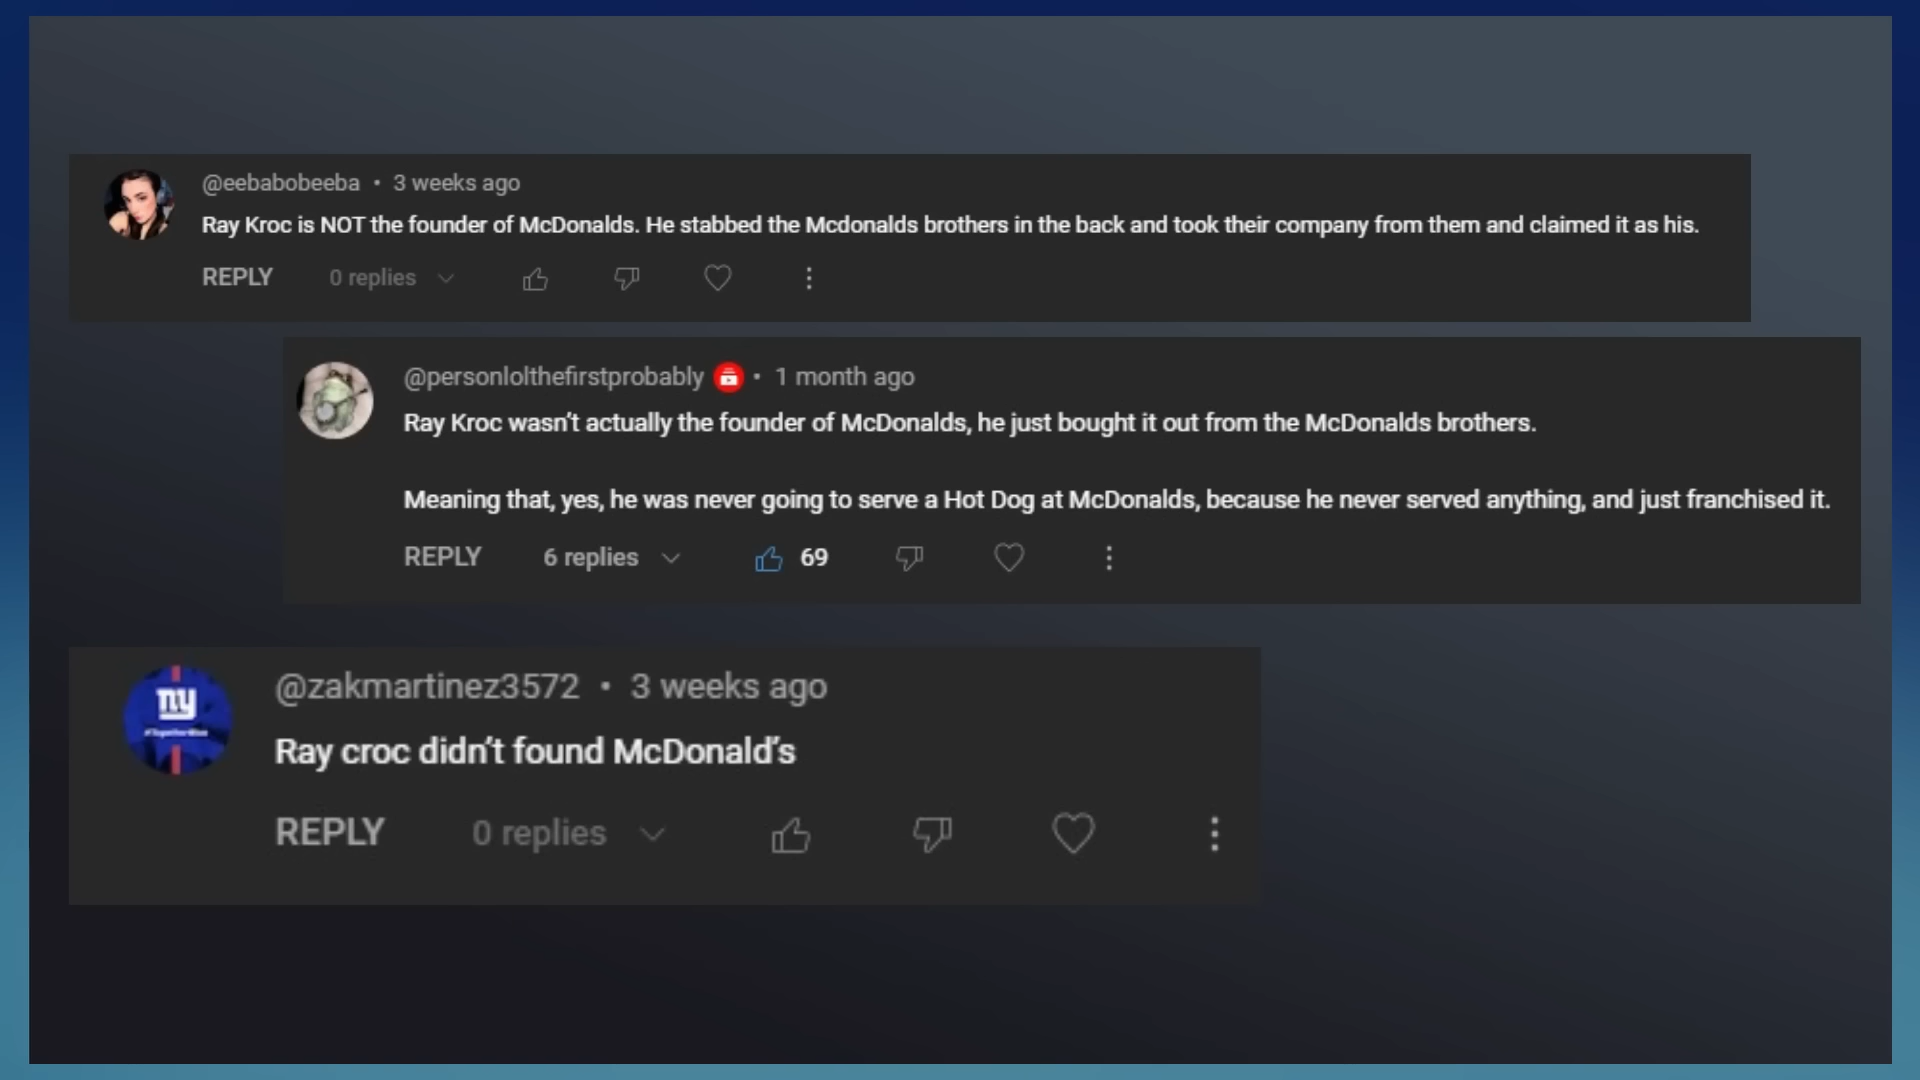 @eebabobeeba • 3 weeks ago
Ray Kroc is NOT the founder of McDonalds. He stabbed the Mcdonalds brothers in the back and took their company from them and claimed it as his.
REPLY 0 replies
@personlolthefirstprobably • 1 month ago
Ray Kroc wasn't actually the founder of McDonalds, he just bought it out from the McDonalds brothers.
Meaning that, yes, he was never going to serve a Hot Dog at McDonalds, because he never served anything, and just franchised it.
REPLY 6 replies 69
@zakmartinez3572 • 3 weeks ago
ny
Ray croc didn't found McDonald's
REPLY 0 replies